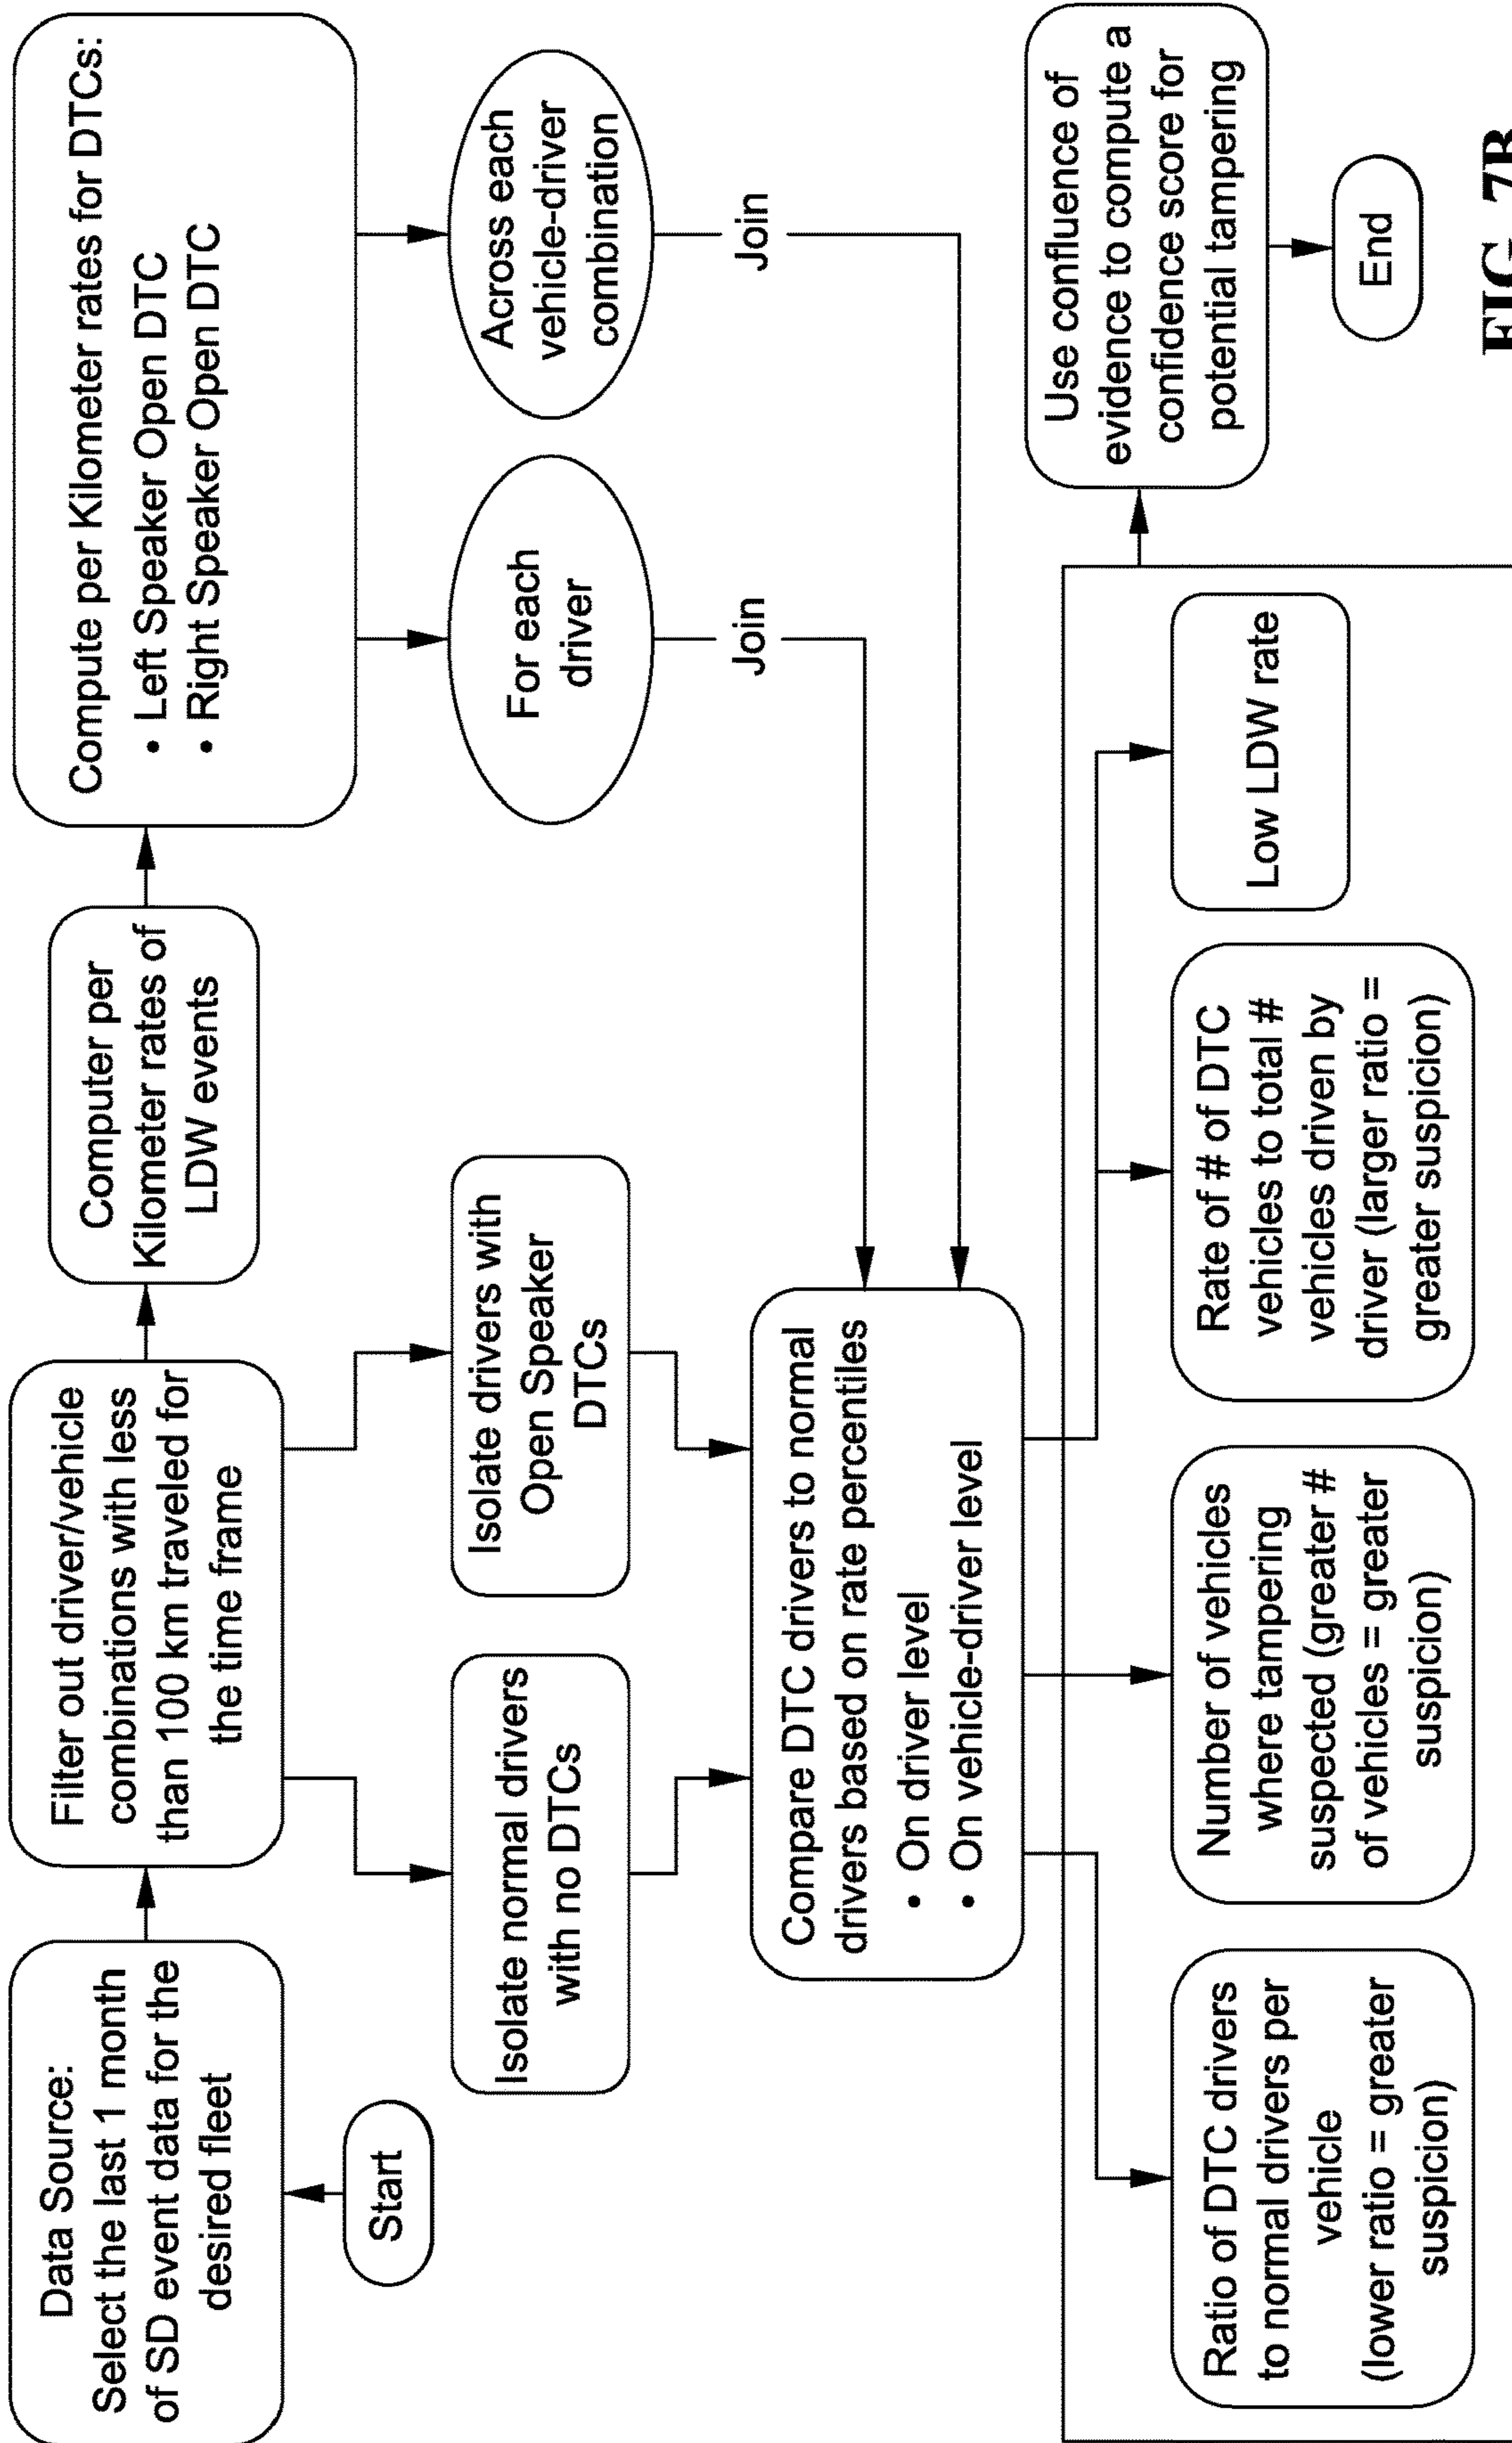 Data Source:
Select the last 1 month
of SD event data for the
desired fleet
Start
Filter out driver/vehicle
combinations with less
than 100 km traveled for
the time frame
Computer per
Kilometer rates of
LDW events
Compute per Kilometer rates for DTCs:
• Left Speaker Open DTC
• Right Speaker Open DTC
Isolate normal drivers
with no DTCs
Isolate drivers with
Open Speaker
DTCs
For each
driver
Across each
vehicle-driver
combination
Join
Join
Compare DTC drivers to normal
drivers based on rate percentiles
• On driver level
• On vehicle-driver level
Ratio of DTC drivers
to normal drivers per
vehicle
(lower ratio = greater
suspicion)
Number of vehicles
where tampering
suspected (greater #
of vehicles = greater
suspicion)
Rate of # of DTC
vehicles to total #
vehicles driven by
driver (larger ratio =
greater suspicion)
Low LDW rate
Use confluence of
evidence to compute a
confidence score for
potential tampering
End
FIG. 7B